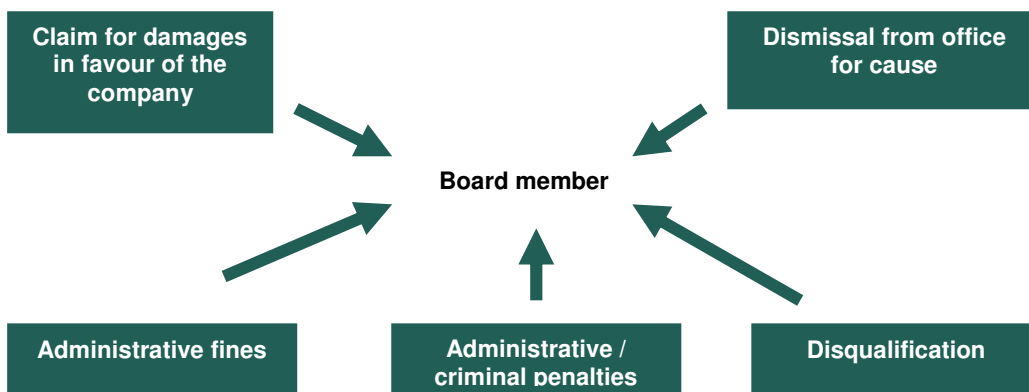 Claim for damages
in favour of the
company
Dismissal from office
for cause
Board member
Administrative fines
Administrative /
criminal penalties
Disqualification